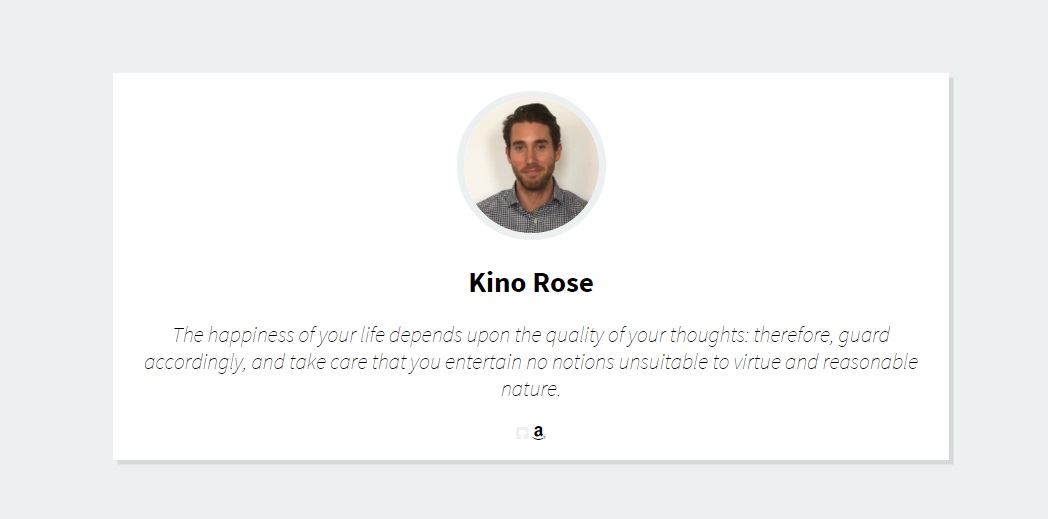 Kino Rose
The happiness of your life depends upon the quality of your thoughts: therefore, guard
accordingly, and take care that you entertain no notions unsuitable to virtue and reasonable
nature.
a